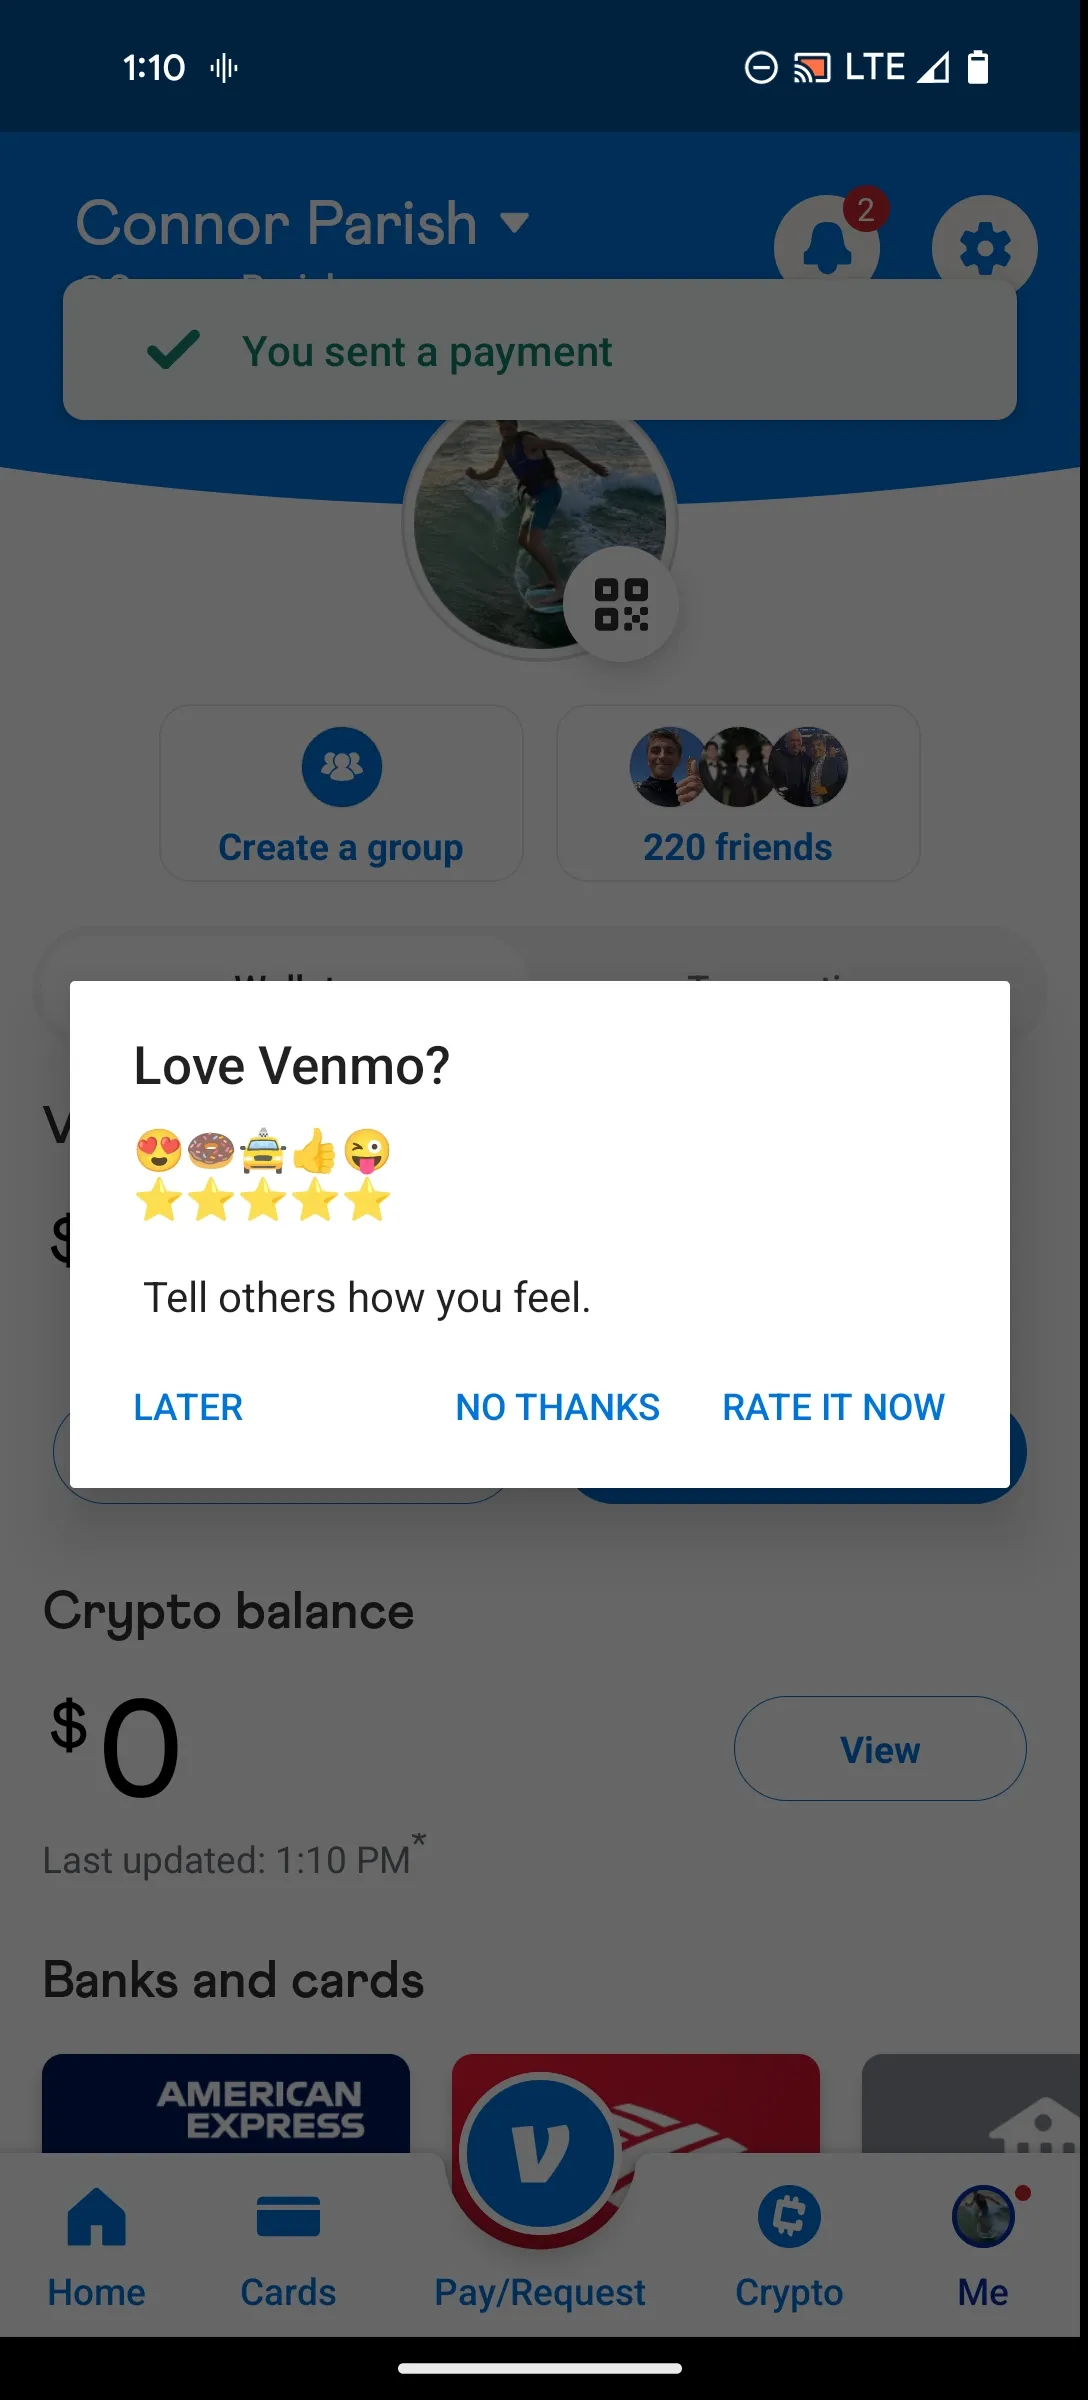 1:10
LTE
Connor Parish
2
You sent a payment
Create a group
220 friends
Love Venmo?
Tell others how you feel.
LATER
NO THANKS
RATE IT NOW
Crypto balance
$0
View
Last updated: 1:10 PM*
Banks and cards
AMERICAN
EXPRESS
Home
Cards
Pay/Request
Crypto
Me